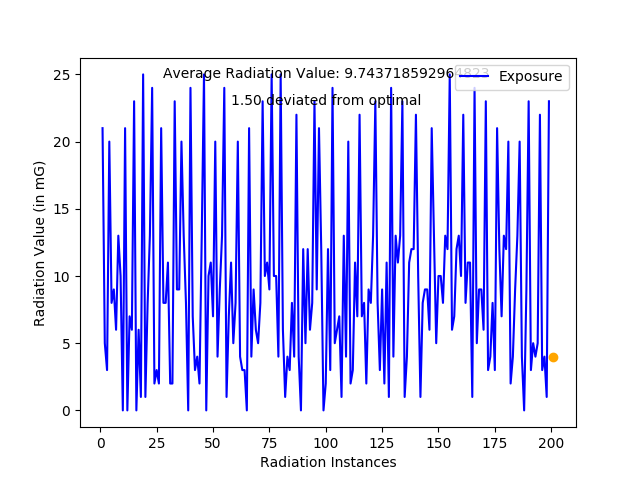 Average Radiation Value: 9.743718592964823
Exposure
1.50 deviated from optimal
Radiation Value (in mG)
25
20
15
10
5
0
0 25 50 75 100 125 150 175 200
Radiation Instances